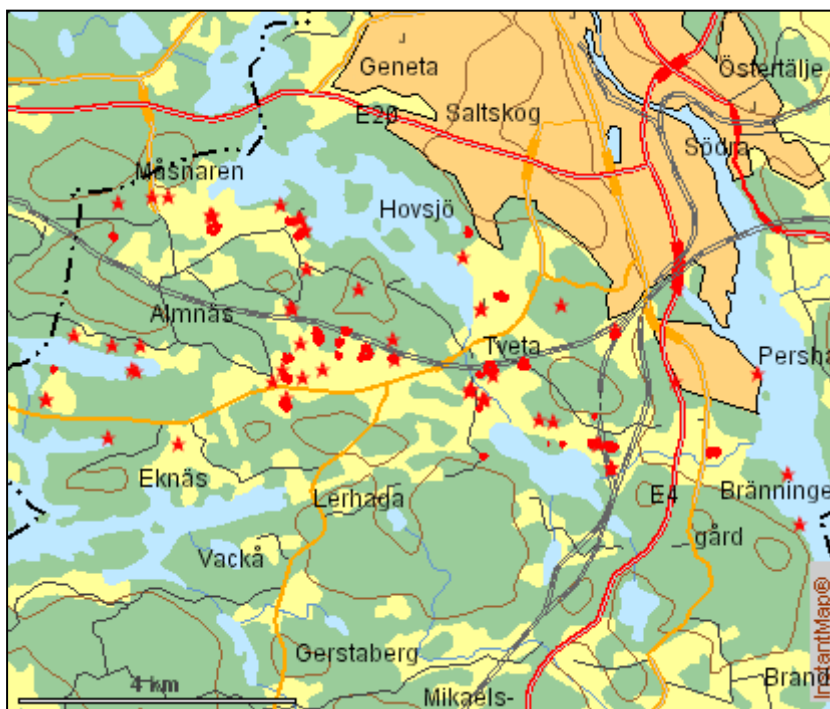 Geneta
Östertälje
Saltskog
E20
Södra
Måsnaren
Hovsjö
Almnäs
Tveta
Persha
Eknäs
Lerhaga
E4
Bränninge
gård
Vackå
Gerstaberg
Brand
4 km
Mikaels-
InstantMap®